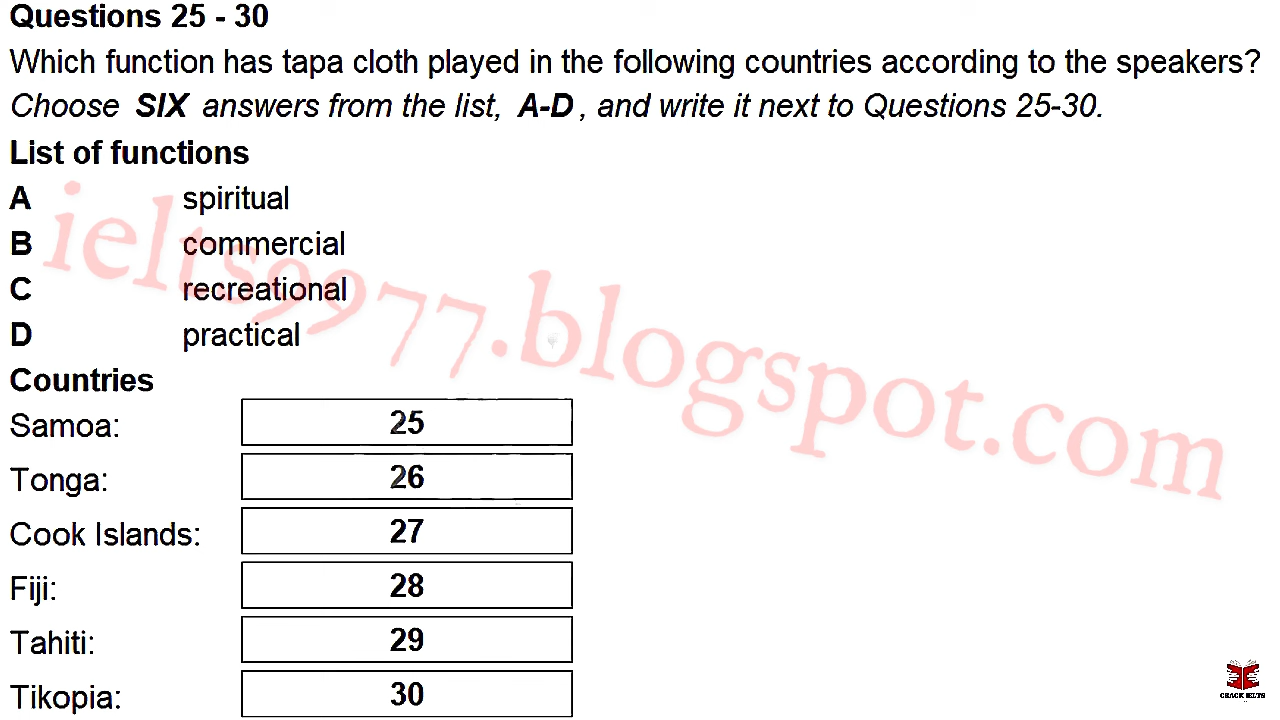 Questions 25 - 30
Which function has tapa cloth played in the following countries according to the speakers?
Choose SIX answers from the list, A-D, and write it next to Questions 25-30.
List of functions
A spiritual
B commercial
C recreational
D practical
Countries
Samoa: 25
Tonga: 26
Cook Islands: 27
Fiji: 28
Tahiti: 29
Tikopia: 30
ielts9977.blogspot.com
CRACK IELTS